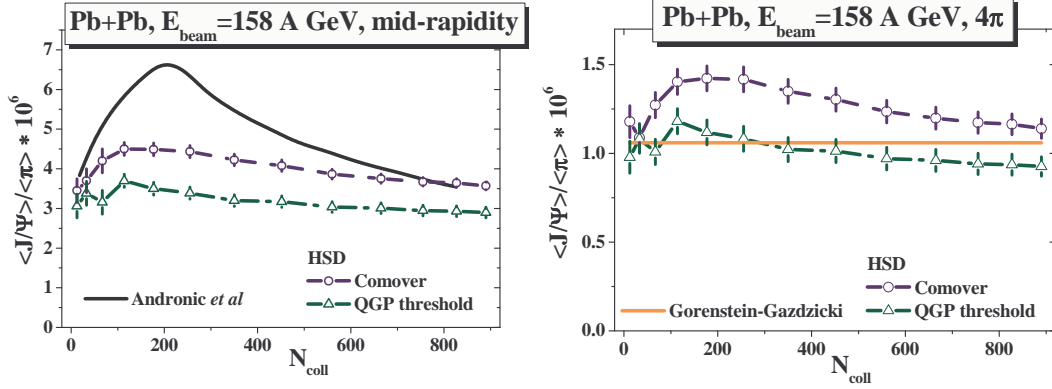 Pb+Pb, E_beam=158 A GeV, mid-rapidity
7
6
5
4
3
2
1
0
<J/Ψ>/<π> * 10^6
HSD
Comover
Andronic et al
QGP threshold
0 200 400 600 800
N_coll
Pb+Pb, E_beam=158 A GeV, 4π
1.5
1.0
0.5
0.0
<J/Ψ>/<π> * 10^6
HSD
Comover
Gorenstein-Gazdzicki
QGP threshold
0 200 400 600 800
N_coll